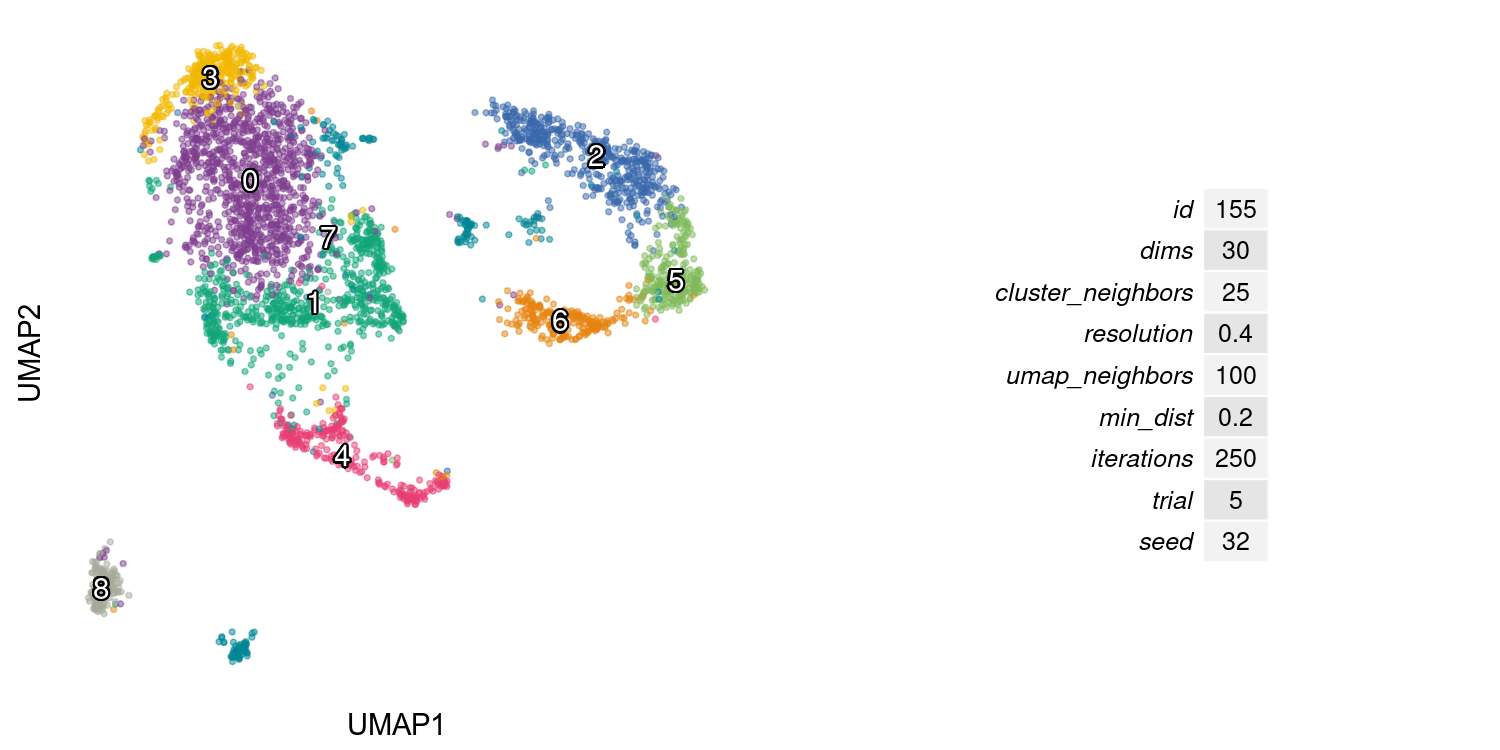 3
0
2
7
5
1
6
4
8
UMAP1
UMAP2
id 155
dims 30
cluster_neighbors 25
resolution 0.4
umap_neighbors 100
min_dist 0.2
iterations 250
trial 5
seed 32